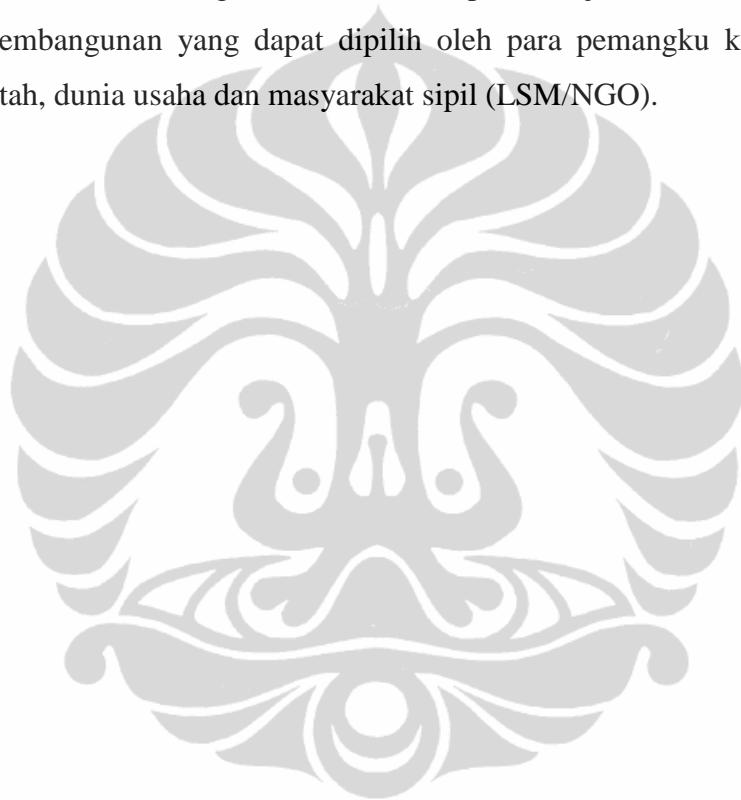 embangunan yang dapat dipilih oleh para pemangku k
tah, dunia usaha dan masyarakat sipil (LSM/NGO).